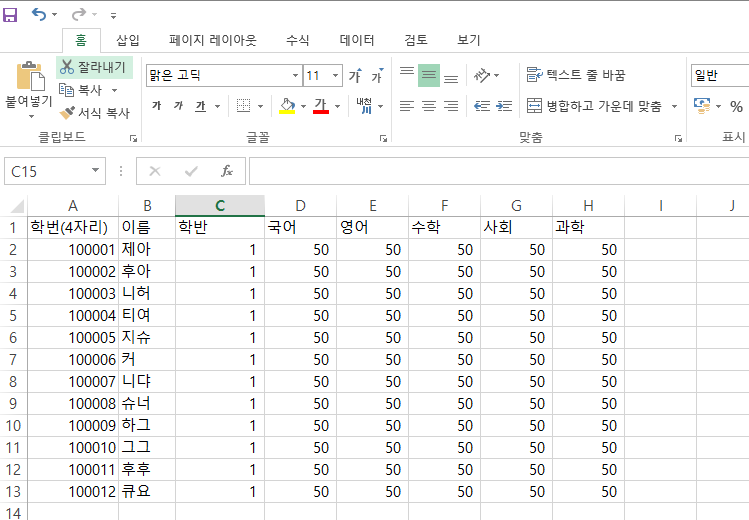 홈 삽입 페이지 레이아웃 수식 데이터 검토 보기
잘라내기
복사
서식 복사
붙여넣기
클립보드
맑은 고딕 11 가 가
가 가 가 가 내천
글꼴
텍스트 줄 바꿈
병합하고 가운데 맞춤
맞춤
일반
%
표시
C15 fx
A B C D E F G H I J
1 학번(4자리) 이름 학반 국어 영어 수학 사회 과학
2 100001 제아 1 50 50 50 50 50
3 100002 후아 1 50 50 50 50 50
4 100003 니허 1 50 50 50 50 50
5 100004 티여 1 50 50 50 50 50
6 100005 지슈 1 50 50 50 50 50
7 100006 커 1 50 50 50 50 50
8 100007 니댜 1 50 50 50 50 50
9 100008 슈너 1 50 50 50 50 50
10 100009 하그 1 50 50 50 50 50
11 100010 그그 1 50 50 50 50 50
12 100011 후후 1 50 50 50 50 50
13 100012 큐요 1 50 50 50 50 50
14